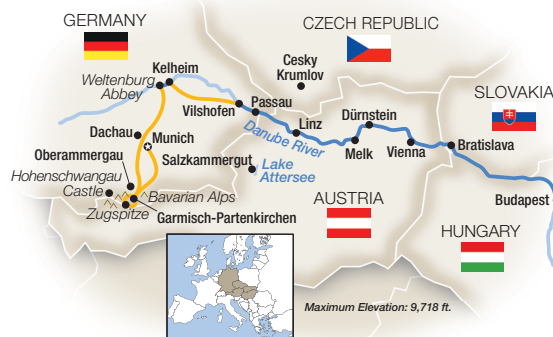 GERMANY
CZECH REPUBLIC
Kelheim
Cesky
Krumlov
Weltenburg
Abbey
SLOVAKIA
Vilshofen
Passau
Dürnstein
Dachau
Munich
Danube River
Linz
Melk
Vienna
Bratislava
Oberammergau
Salzkammergut
Lake
Attersee
Hohenschwangau
Castle
Bavarian Alps
Budapest
AUSTRIA
Zugspitze
Garmisch-Partenkirchen
HUNGARY
Maximum Elevation: 9,718 ft.